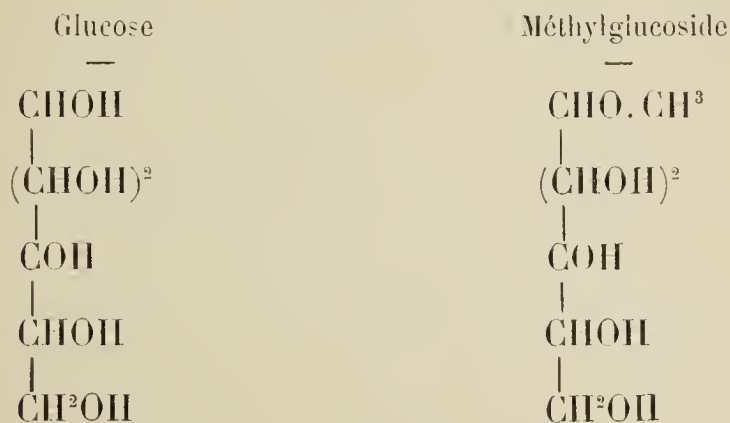 Glucose Méthylglucoside
CHOH CHO. CH³
(CHOH)² (CHOH)²
COH COH
CHOH CHOH
CH²OH CH²OH